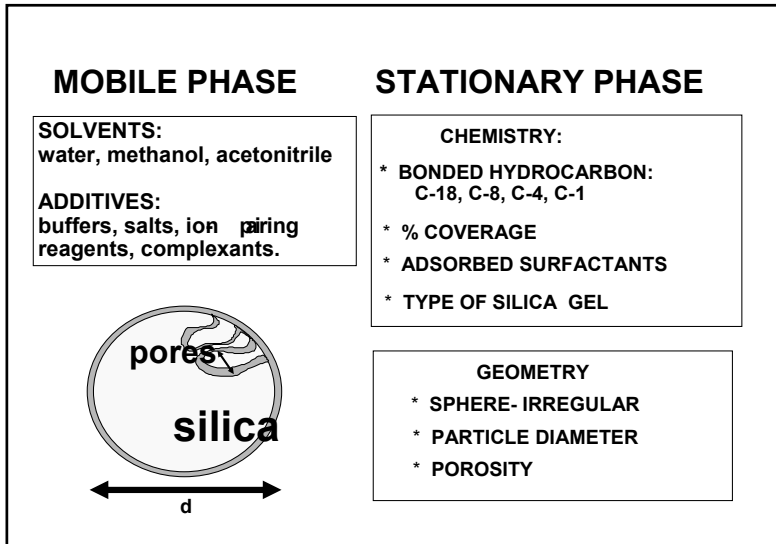 MOBILE PHASE
SOLVENTS:
water, methanol, acetonitrile
ADDITIVES:
buffers, salts, ion- pairing
reagents, complexants.
pores
silica
d
STATIONARY PHASE
CHEMISTRY:
* BONDED HYDROCARBON:
C-18, C-8, C-4, C-1
* % COVERAGE
* ADSORBED SURFACTANTS
* TYPE OF SILICA GEL
GEOMETRY
* SPHERE- IRREGULAR
* PARTICLE DIAMETER
* POROSITY